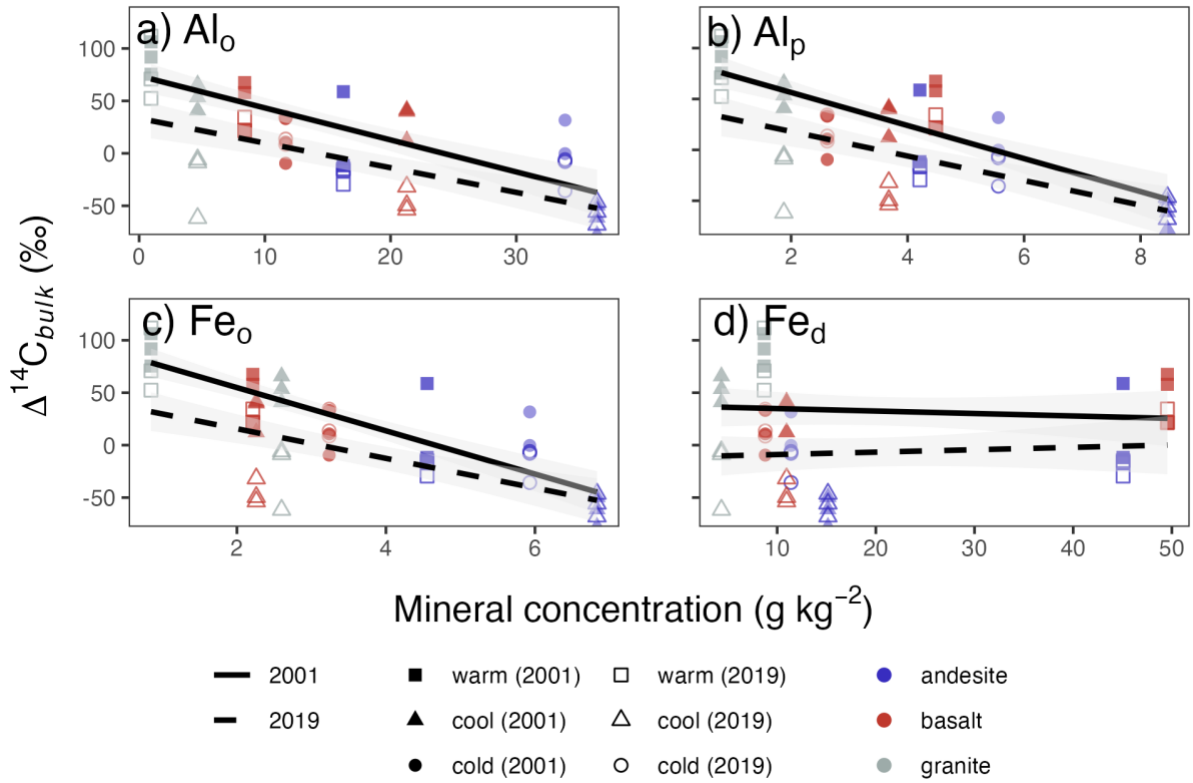 a) Alₒ
b) Alₚ
100
50
0
-50
0 10 20 30
2 4 6 8
c) Feₒ
d) Fe_d
100
50
0
-50
2 4 6
10 20 30 40 50
Δ¹⁴C_bulk (‰)
Mineral concentration (g kg⁻²)
2001 warm (2001) warm (2019) andesite
2019 cool (2001) cool (2019) basalt
cold (2001) cold (2019) granite